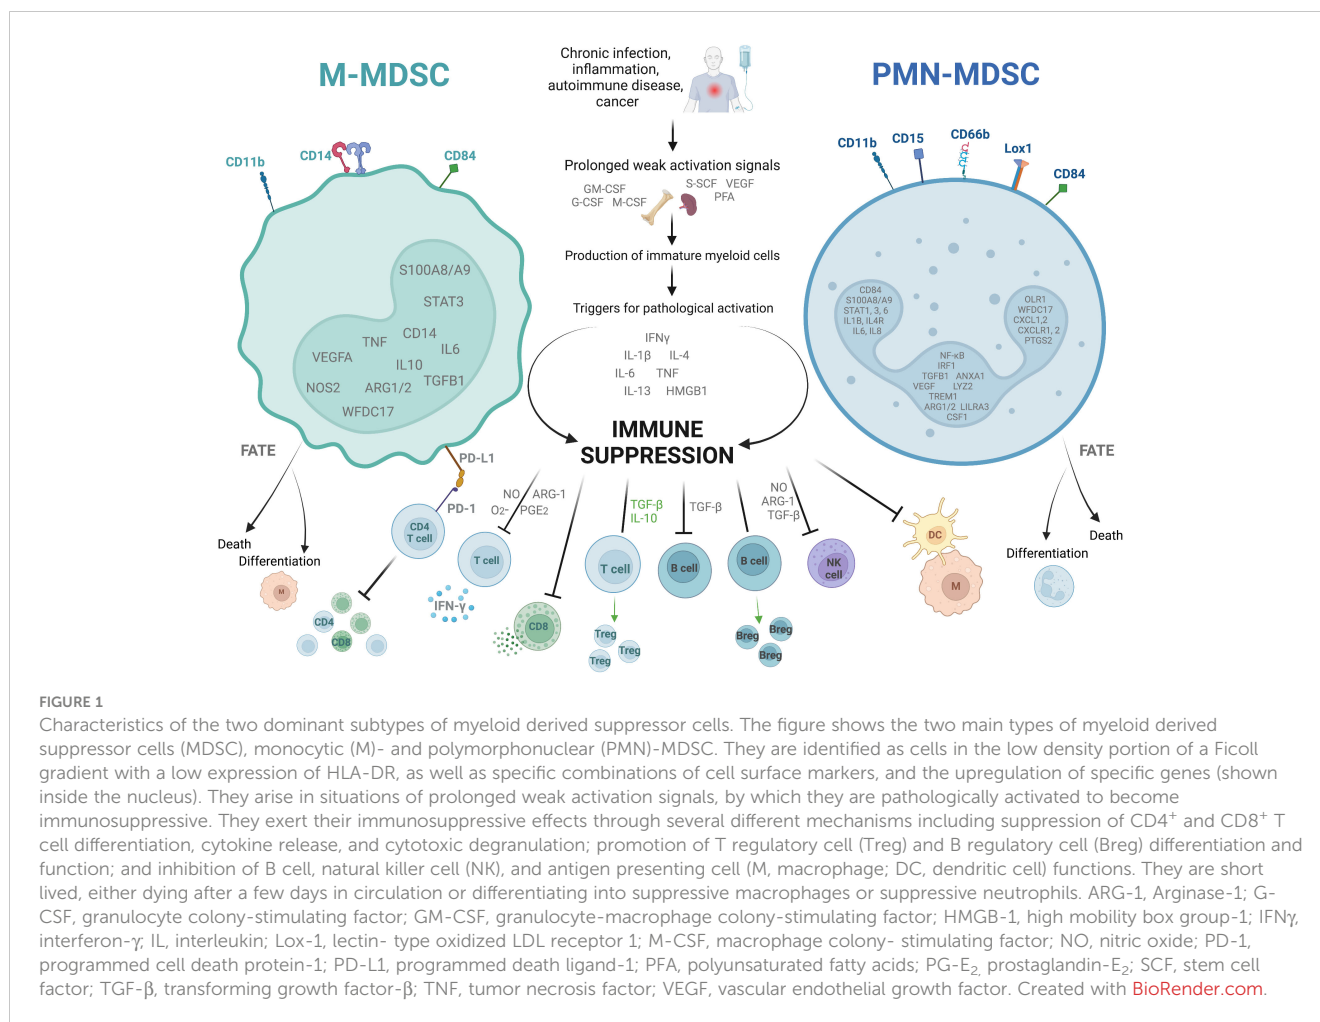 M-MDSC
Chronic infection,
inflammation,
autoimmune disease,
cancer
PMN-MDSC
CD11b
CD14
CD84
CD11b
CD15
CD66b
Lox1
CD84
Prolonged weak activation signals
GM-CSF
G-CSF M-CSF
S-SCF VEGF
PFA
Production of immature myeloid cells
Triggers for pathological activation
IFNγ
IL-1β IL-4
IL-6 TNF
IL-13 HMGB1
IMMUNE
SUPPRESSION
S100A8/A9
STAT3
CD14
TNF
IL6
VEGFA
IL10
TGFB1
NOS2
ARG1/2
WFDC17
CD84
S100A8/A9
STAT1, 3, 6
IL1B, IL4R
IL6, IL8
OLR1
WFDC17
CXCL1,2
CXCLR1, 2
PTGS2
NF-κB
IRF1
TGFB1 ANXA1
VEGF LYZ2
TREM1
ARG1/2 LILRA3
CSF1
FATE
Death
Differentiation
M
PD-L1
PD-1
CD4
T cell
CD4
CD8
NO ARG-1
O2- PGE2
T cell
IFN-γ
CD8
TGF-β
IL-10
T cell
Treg
Treg
Treg
TGF-β
B cell
B cell
Breg
Breg
Breg
NO
ARG-1
TGF-β
NK
cell
DC
M
FATE
Death
Differentiation
FIGURE 1
Characteristics of the two dominant subtypes of myeloid derived suppressor cells. The figure shows the two main types of myeloid derived
suppressor cells (MDSC), monocytic (M)- and polymorphonuclear (PMN)-MDSC. They are identified as cells in the low density portion of a Ficoll
gradient with a low expression of HLA-DR, as well as specific combinations of cell surface markers, and the upregulation of specific genes (shown
inside the nucleus). They arise in situations of prolonged weak activation signals, by which they are pathologically activated to become
immunosuppressive. They exert their immunosuppressive effects through several different mechanisms including suppression of CD4⁺ and CD8⁺ T
cell differentiation, cytokine release, and cytotoxic degranulation; promotion of T regulatory cell (Treg) and B regulatory cell (Breg) differentiation and
function; and inhibition of B cell, natural killer cell (NK), and antigen presenting cell (M, macrophage; DC, dendritic cell) functions. They are short
lived, either dying after a few days in circulation or differentiating into suppressive macrophages or suppressive neutrophils. ARG-1, Arginase-1; G-
CSF, granulocyte colony-stimulating factor; GM-CSF, granulocyte-macrophage colony-stimulating factor; HMGB-1, high mobility box group-1; IFNγ,
interferon-γ; IL, interleukin; Lox-1, lectin- type oxidized LDL receptor 1; M-CSF, macrophage colony- stimulating factor; NO, nitric oxide; PD-1,
programmed cell death protein-1; PD-L1, programmed death ligand-1; PFA, polyunsaturated fatty acids; PG-E₂, prostaglandin-E₂; SCF, stem cell
factor; TGF-β, transforming growth factor-β; TNF, tumor necrosis factor; VEGF, vascular endothelial growth factor. Created with BioRender.com.